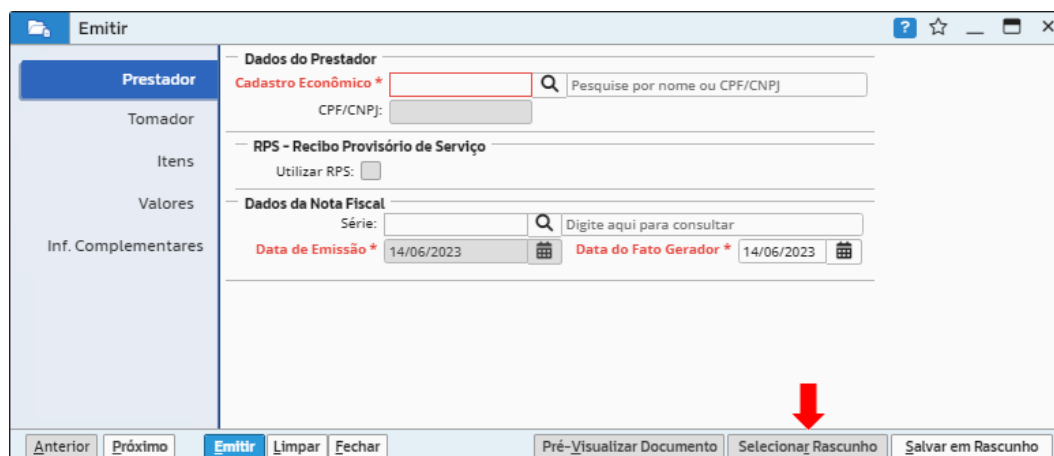 Emitir
?
Prestador
Tomador
Itens
Valores
Inf. Complementares
Dados do Prestador
Cadastro Econômico * Pesquise por nome ou CPF/CNPJ
CPF/CNPJ:
RPS - Recibo Provisório de Serviço
Utilizar RPS:
Dados da Nota Fiscal
Série: Digite aqui para consultar
Data de Emissão * 14/06/2023 Data do Fato Gerador * 14/06/2023
Anterior Próximo Emitir Limpar Fechar Pré-Visualizar Documento Selecionar Rascunho Salvar em Rascunho